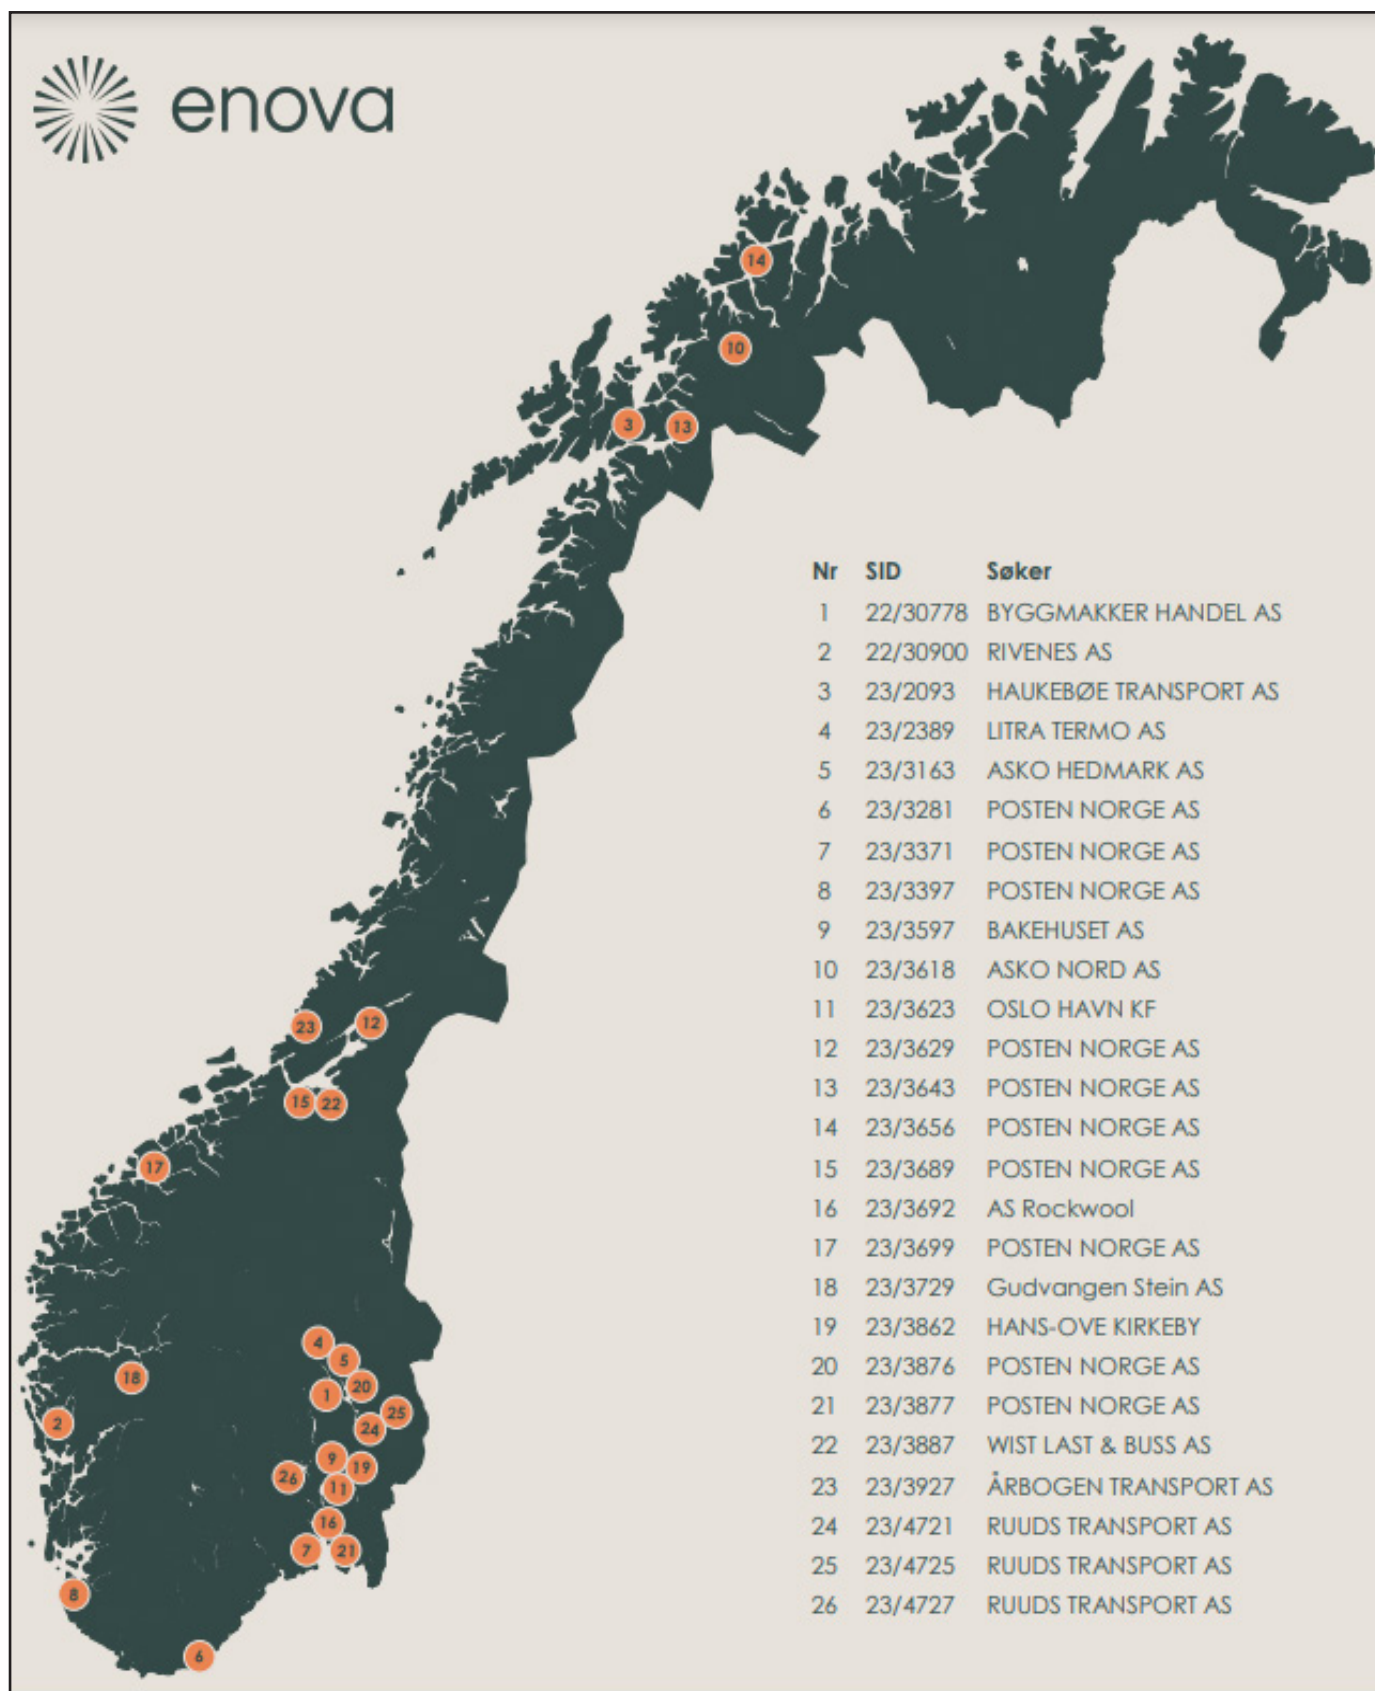 enova
14
10
3
13
Nr SID Søker
1 22/30778 BYGGMAKKER HANDEL AS
2 22/30900 RIVENES AS
3 23/2093 HAUKEBØE TRANSPORT AS
4 23/2389 LITRA TERMO AS
5 23/3163 ASKO HEDMARK AS
6 23/3281 POSTEN NORGE AS
7 23/3371 POSTEN NORGE AS
8 23/3397 POSTEN NORGE AS
9 23/3597 BAKEHUSET AS
10 23/3618 ASKO NORD AS
11 23/3623 OSLO HAVN KF
12 23/3629 POSTEN NORGE AS
13 23/3643 POSTEN NORGE AS
14 23/3656 POSTEN NORGE AS
15 23/3689 POSTEN NORGE AS
16 23/3692 AS Rockwool
17 23/3699 POSTEN NORGE AS
18 23/3729 Gudvangen Stein AS
19 23/3862 HANS-OVE KIRKEBY
20 23/3876 POSTEN NORGE AS
21 23/3877 POSTEN NORGE AS
22 23/3887 WIST LAST & BUSS AS
23 23/3927 ÅRBOGEN TRANSPORT AS
24 23/4721 RUUDS TRANSPORT AS
25 23/4725 RUUDS TRANSPORT AS
26 23/4727 RUUDS TRANSPORT AS
23
12
15
22
17
4
5
18
20
1
25
2
24
9
19
26
11
16
7
21
8
6